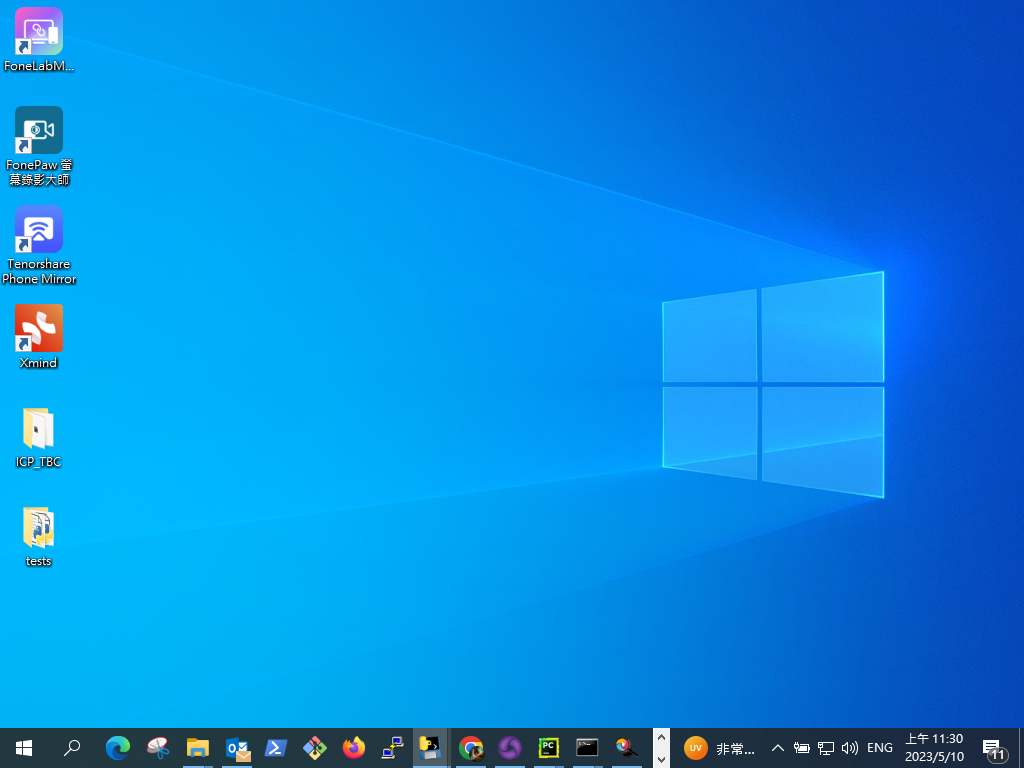 FoneLabM...
FonePaw 螢
幕錄影大師
Tenorshare
Phone Mirror
Xmind
ICP_TBC
tests
PC
UV
非常...
ENG
上午 11:30
2023/5/10
11